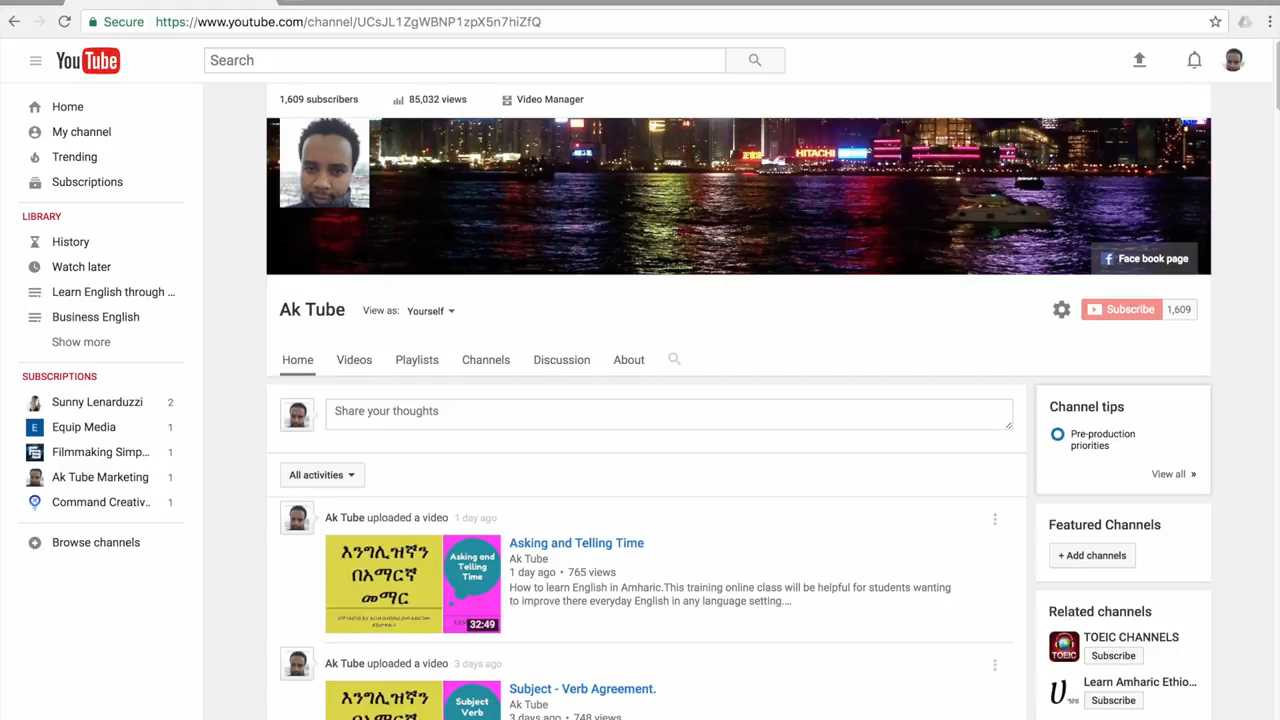 Secure https://www.youtube.com/channel/UCsJL1ZgWBNP1zpX5n7hiZfQ
YouTube
Search
Home
My channel
Trending
Subscriptions
LIBRARY
History
Watch later
Learn English through ...
Business English
Show more
SUBSCRIPTIONS
Sunny Lenarduzzi 2
Equip Media 1
Filmmaking Simp... 1
Ak Tube Marketing 1
Command Creativ.. 1
Browse channels
1,609 subscribers 85,032 views Video Manager
HITACHI
Face book page
Ak Tube View as: Yourself
Subscribe 1,609
Home Videos Playlists Channels Discussion About
Share your thoughts
All activities
Ak Tube uploaded a video 1 day ago
እንግሊዝኛን
በአማርኛ
መማር
Asking and
Telling
Time
32:49
Asking and Telling Time
Ak Tube
1 day ago • 765 views
How to learn English in Amharic.This training online class will be helpful for students wanting
to improve there everyday English in any language setting....
Ak Tube uploaded a video 3 days ago
እንግሊዝኛን
Subject
Verb
Subject - Verb Agreement.
Ak Tube
3 days ago • 748 views
Channel tips
Pre-production
priorities
View all »
Featured Channels
+ Add channels
Related channels
TOEIC
TOEIC CHANNELS
Subscribe
Learn Amharic Ethio...
Subscribe